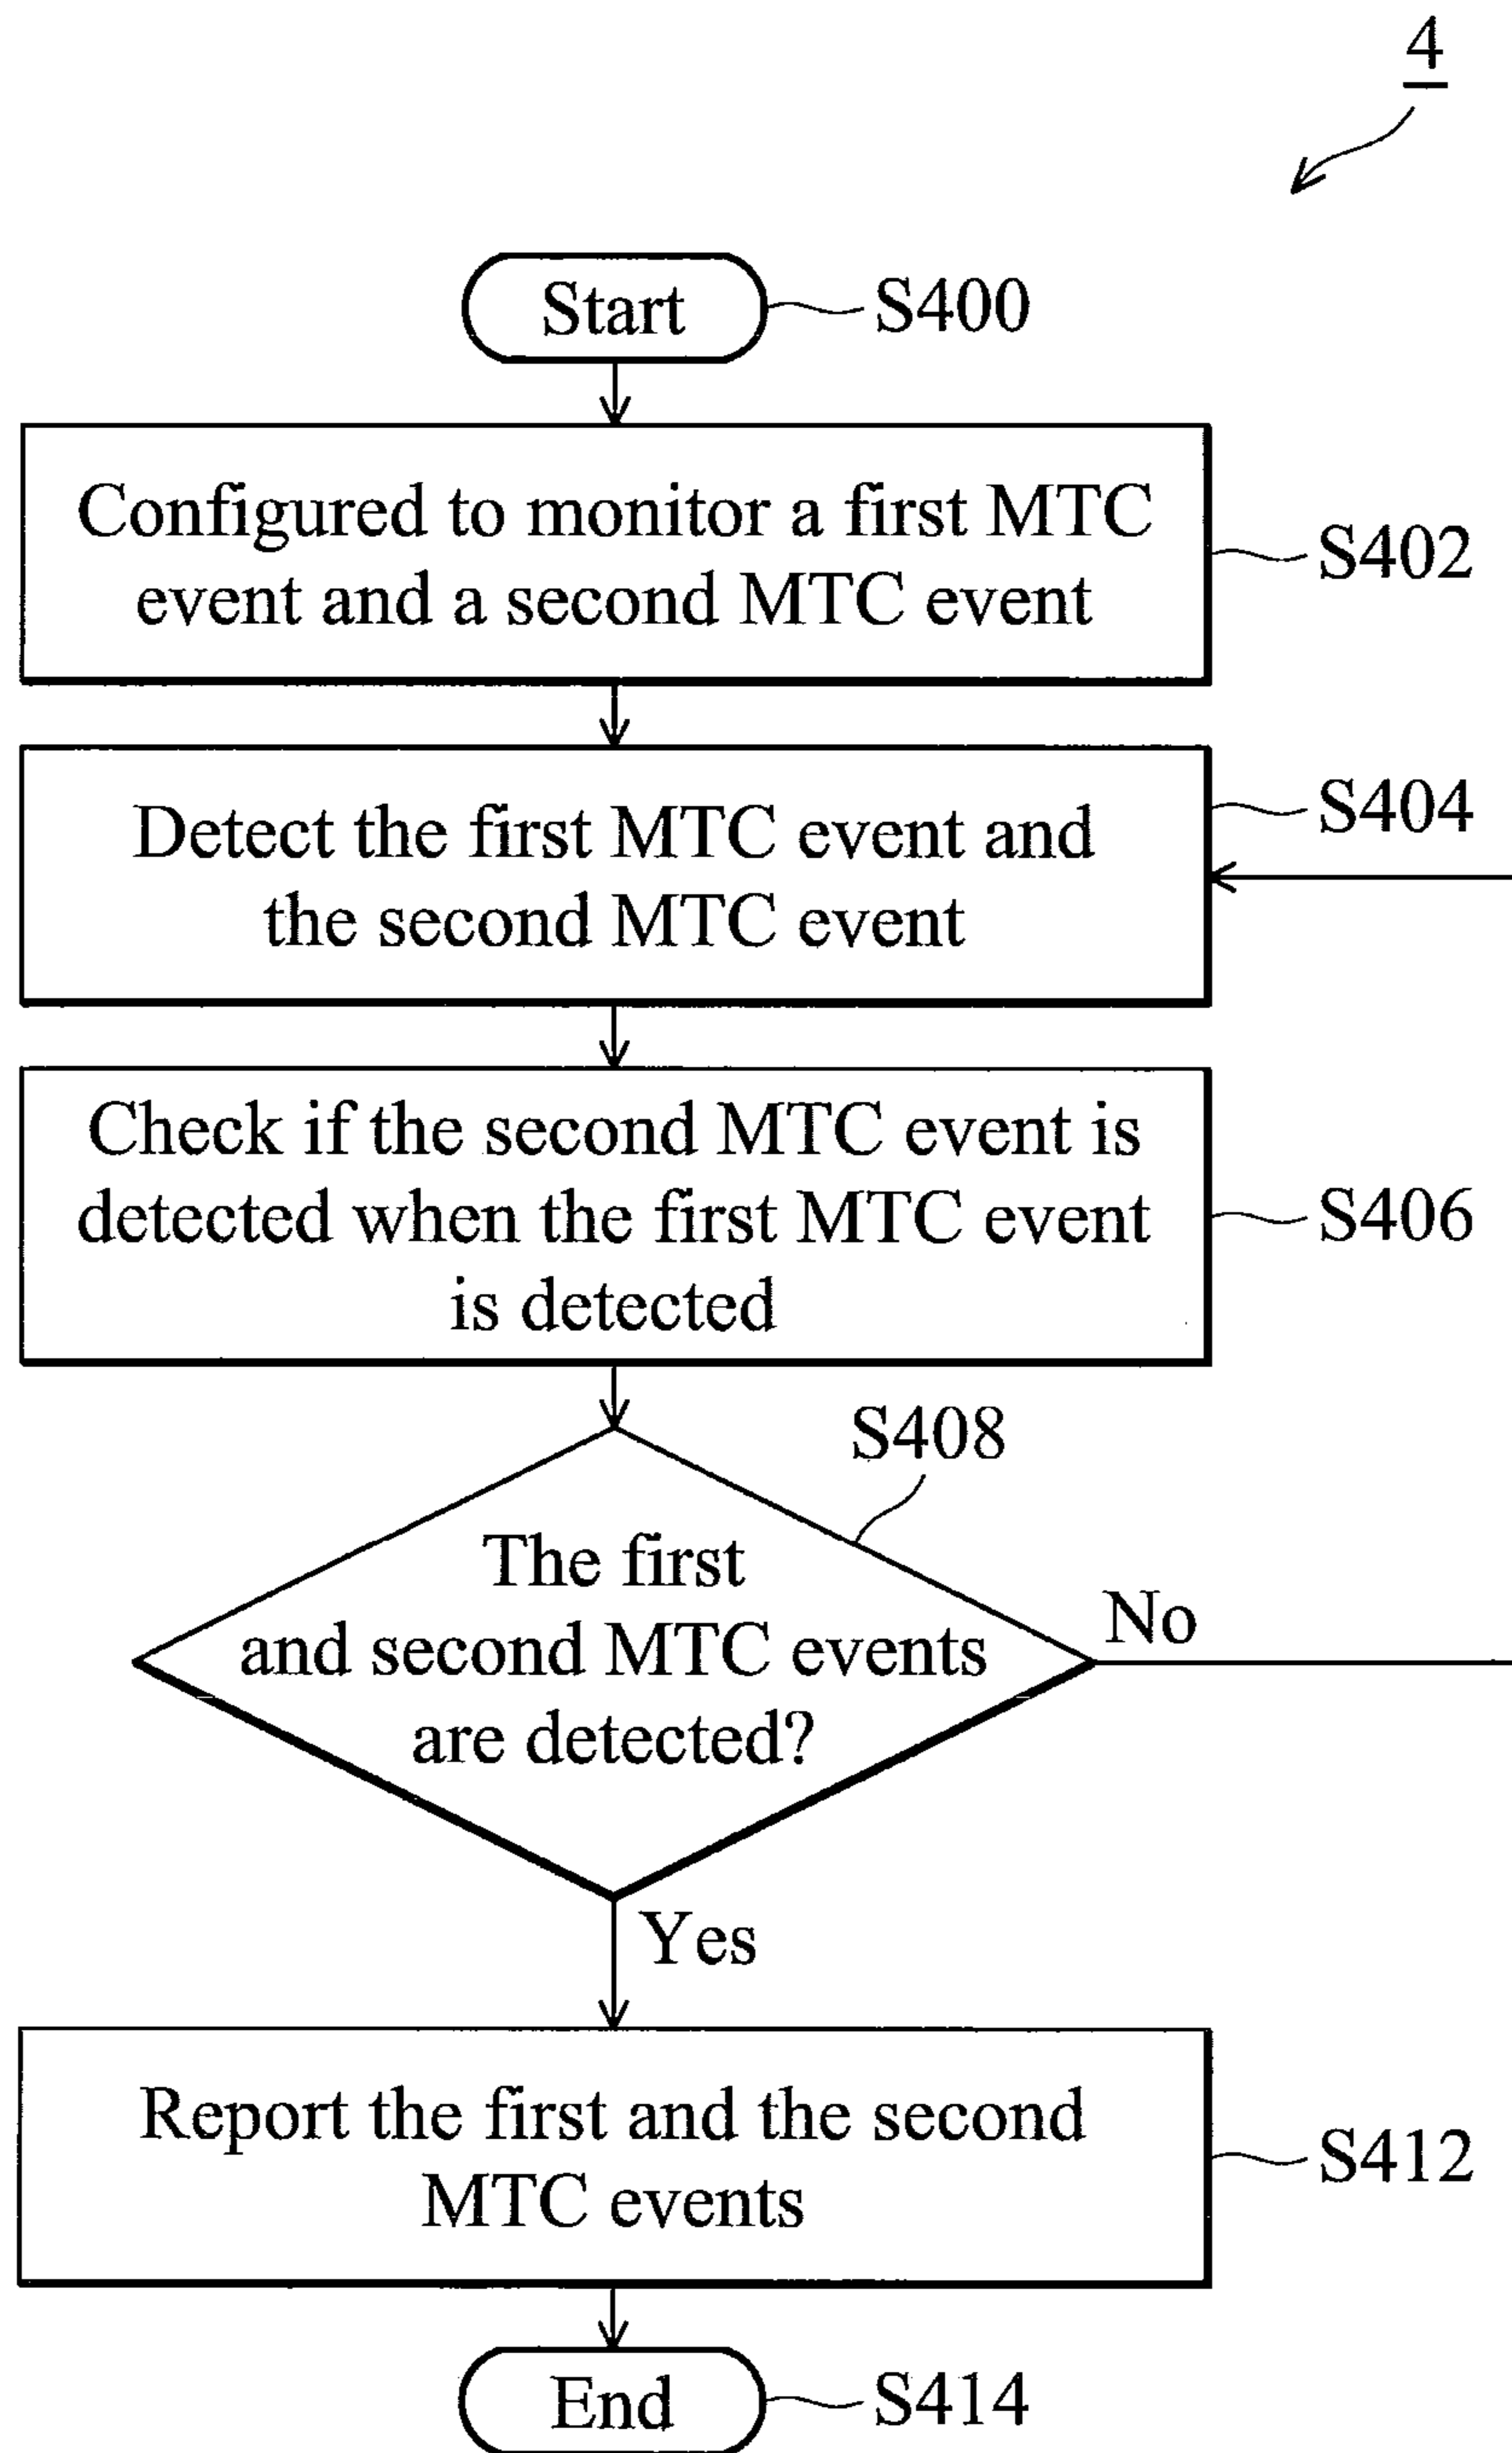 4
Start
S400
Configured to monitor a first MTC
event and a second MTC event
S402
Detect the first MTC event and
the second MTC event
S404
Check if the second MTC event is
detected when the first MTC event
is detected
S406
S408
The first
and second MTC events
are detected?
No
Yes
Report the first and the second
MTC events
S412
End
S414